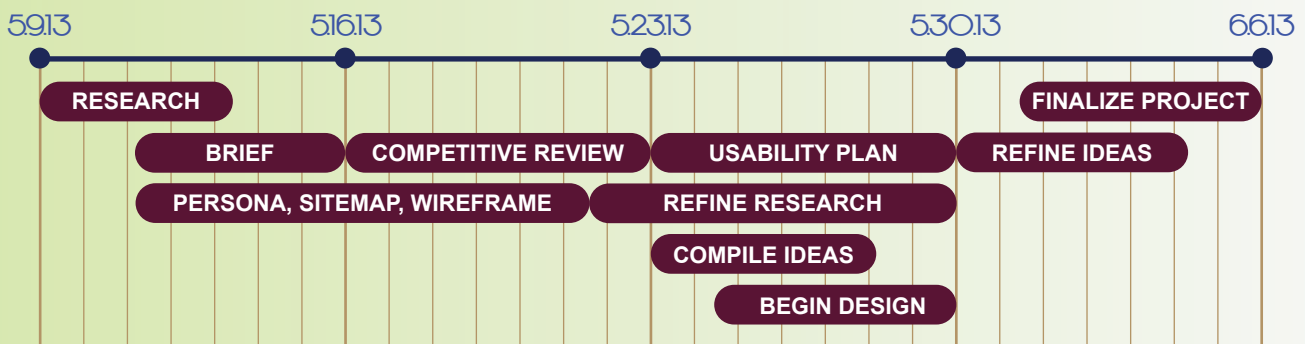 5.9.13 5.16.13 5.23.13 5.30.13 6.6.13
RESEARCH FINALIZE PROJECT
BRIEF COMPETITIVE REVIEW USABILITY PLAN REFINE IDEAS
PERSONA, SITEMAP, WIREFRAME REFINE RESEARCH
COMPILE IDEAS
BEGIN DESIGN